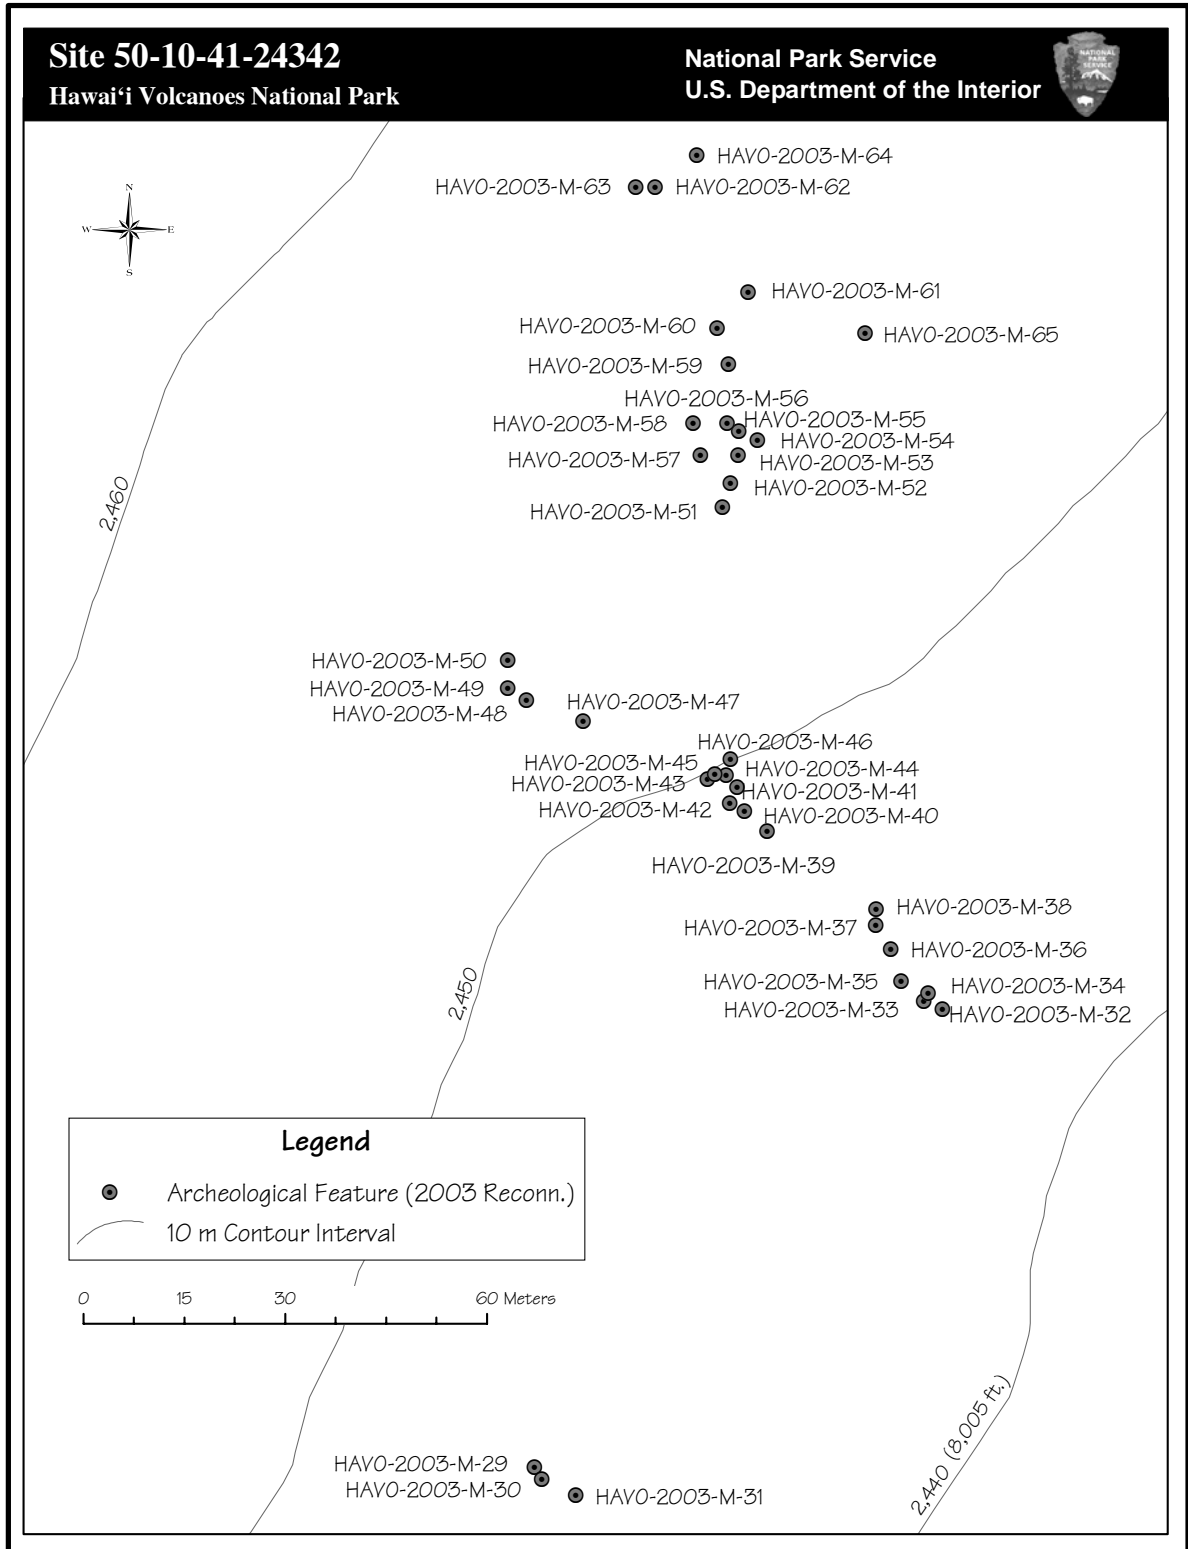 Site 50-10-41-24342
Hawai‘i Volcanoes National Park
National Park Service
U.S. Department of the Interior
NATIONAL
PARK
SERVICE
N
W
E
S
HAVO-2003-M-64
HAVO-2003-M-63
HAVO-2003-M-62
HAVO-2003-M-61
HAVO-2003-M-60
HAVO-2003-M-65
HAVO-2003-M-59
HAVO-2003-M-56
HAVO-2003-M-58
HAVO-2003-M-55
HAVO-2003-M-54
HAVO-2003-M-57
HAVO-2003-M-53
HAVO-2003-M-52
HAVO-2003-M-51
2,460
HAVO-2003-M-50
HAVO-2003-M-49
HAVO-2003-M-48
HAVO-2003-M-47
HAVO-2003-M-46
HAVO-2003-M-45
HAVO-2003-M-44
HAVO-2003-M-43
HAVO-2003-M-41
HAVO-2003-M-42
HAVO-2003-M-40
HAVO-2003-M-39
HAVO-2003-M-38
HAVO-2003-M-37
HAVO-2003-M-36
HAVO-2003-M-35
HAVO-2003-M-34
HAVO-2003-M-33
HAVO-2003-M-32
2,450
Legend
Archeological Feature (2003 Reconn.)
10 m Contour Interval
0 15 30 60 Meters
2,440 (8,005 ft.)
HAVO-2003-M-29
HAVO-2003-M-30
HAVO-2003-M-31